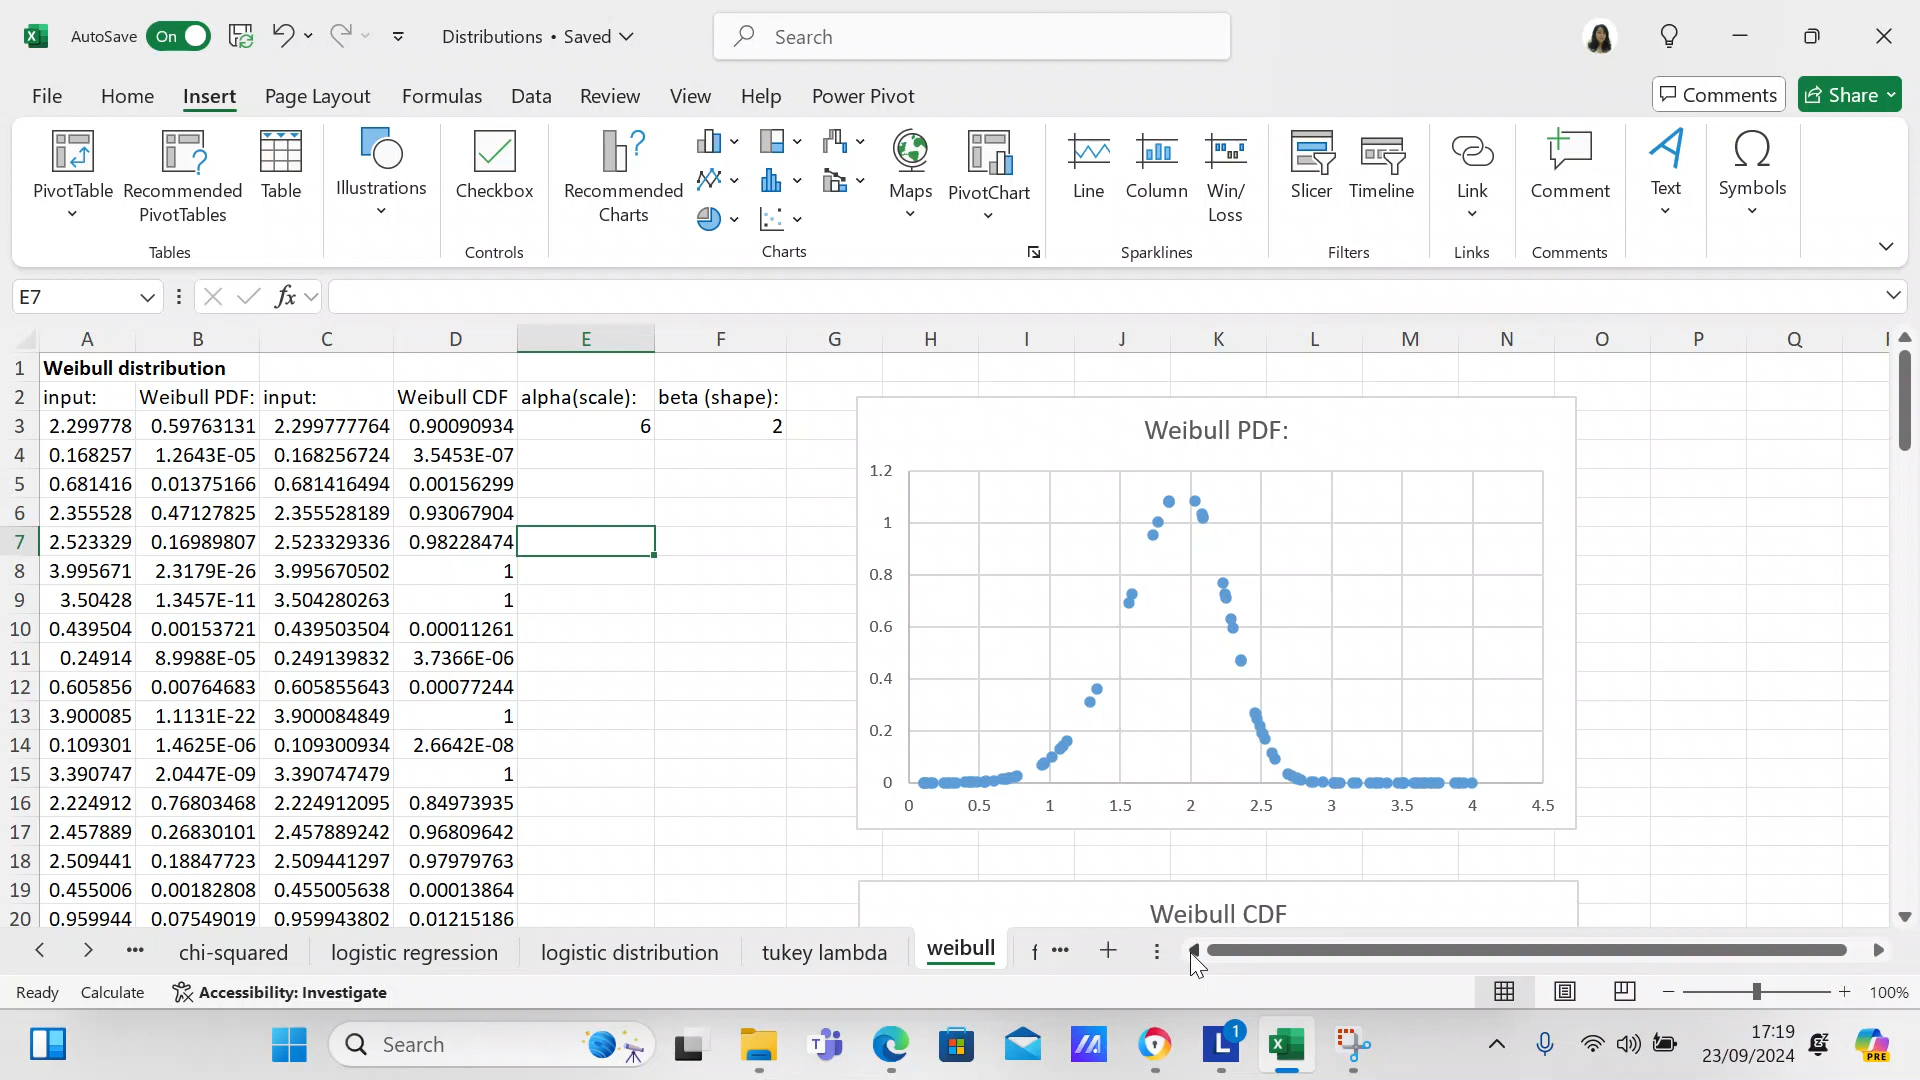 AutoSave On Distributions • Saved Search
File Home Insert Page Layout Formulas Data Review View Help Power Pivot Comments Share
PivotTable Recommended PivotTables Table Illustrations Checkbox Recommended Charts Maps PivotChart Line Column Win/ Loss Slicer Timeline Link Comment Text Symbols
Tables Controls Charts Sparklines Filters Links Comments
E7 fx
A B C D E F G H I J K L M N O P Q
1 Weibull distribution
2 input: Weibull PDF: input: Weibull CDF alpha(scale): beta (shape):
3 2.299778 0.59763131 2.299777764 0.90090934 6 2
4 0.168257 1.2643E-05 0.168256724 3.5453E-07
5 0.681416 0.01375166 0.681416494 0.00156299
6 2.355528 0.47127825 2.355528189 0.93067904
7 2.523329 0.16989807 2.523329336 0.98228474
8 3.995671 2.3179E-26 3.995670502 1
9 3.50428 1.3457E-11 3.504280263 1
10 0.439504 0.00153721 0.439503504 0.00011261
11 0.24914 8.9988E-05 0.249139832 3.7366E-06
12 0.605856 0.00764683 0.605855643 0.00077244
13 3.900085 1.1131E-22 3.900084849 1
14 0.109301 1.4625E-06 0.109300934 2.6642E-08
15 3.390747 2.0447E-09 3.390747479 1
16 2.224912 0.76803468 2.224912095 0.84973935
17 2.457889 0.26830101 2.457889242 0.96809642
18 2.509441 0.18847723 2.509441297 0.97979763
19 0.455006 0.00182808 0.455005638 0.00013864
20 0.959944 0.07549019 0.959943802 0.01215186
Weibull PDF:
1.2
1
0.8
0.6
0.4
0.2
0
0 0.5 1 1.5 2 2.5 3 3.5 4 4.5
Weibull CDF
chi-squared logistic regression logistic distribution tukey lambda weibull f
Ready Calculate Accessibility: Investigate 100%
Search 1 17:19
23/09/2024 PRE